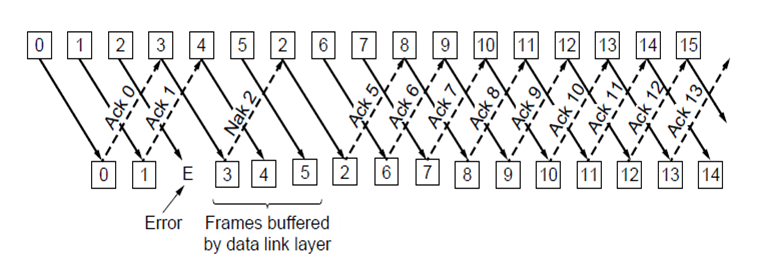 0 1 2 3 4 5 2 6 7 8 9 10 11 12 13 14 15
Ack 0 Ack 1 Nak 2 Ack 5 Ack 6 Ack 7 Ack 8 Ack 9 Ack 10 Ack 11 Ack 12 Ack 13
0 1 E 3 4 5 2 6 7 8 9 10 11 12 13 14
Error Frames buffered
by data link layer